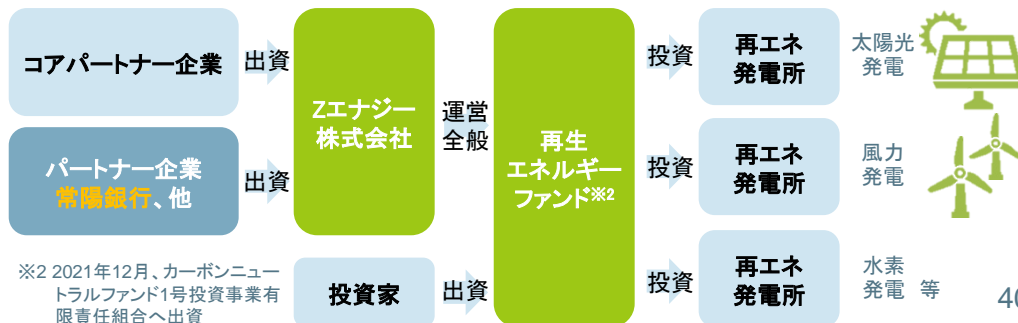 コアパートナー企業
出資
Zエナジー
株式会社
運営
全般
再生
エネルギー
ファンド※2
投資
再エネ
発電所
太陽光
発電
パートナー企業
常陽銀行、他
出資
投資
再エネ
発電所
風力
発電
※2 2021年12月、カーボンニュー
トラルファンド1号投資事業有
限責任組合へ出資
投資家
出資
投資
再エネ
発電所
水素
発電 等